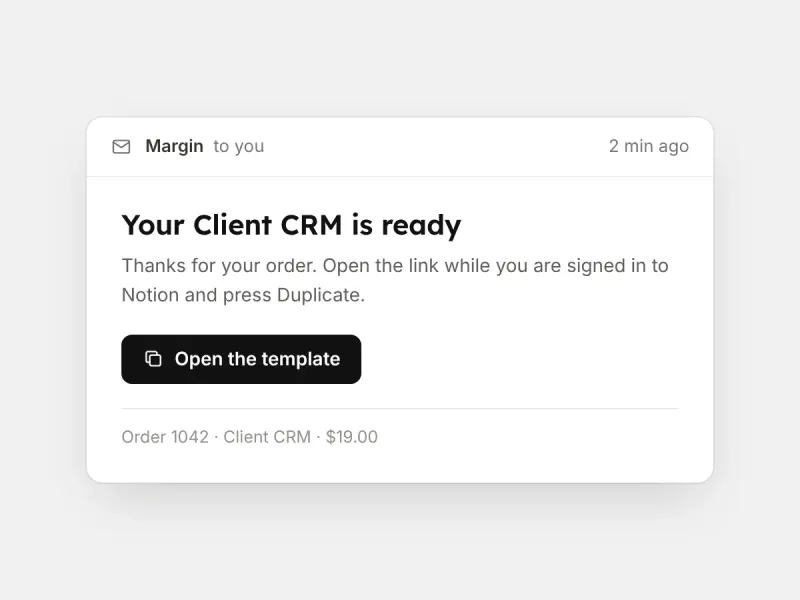 Margin to you
2 min ago
Your Client CRM is ready
Thanks for your order. Open the link while you are signed in to
Notion and press Duplicate.
Open the template
Order 1042 · Client CRM · $19.00